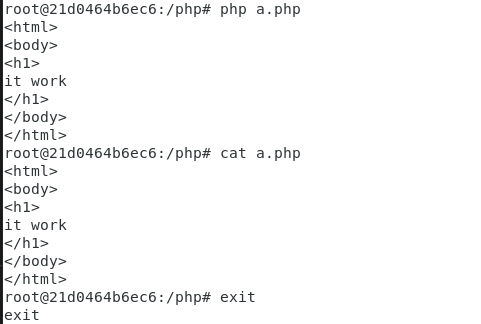 root@21d0464b6ec6:/php# php a.php
<html>
<body>
<h1>
it work
</h1>
</body>
</html>
root@21d0464b6ec6:/php# cat a.php
<html>
<body>
<h1>
it work
</h1>
</body>
</html>
root@21d0464b6ec6:/php# exit
exit